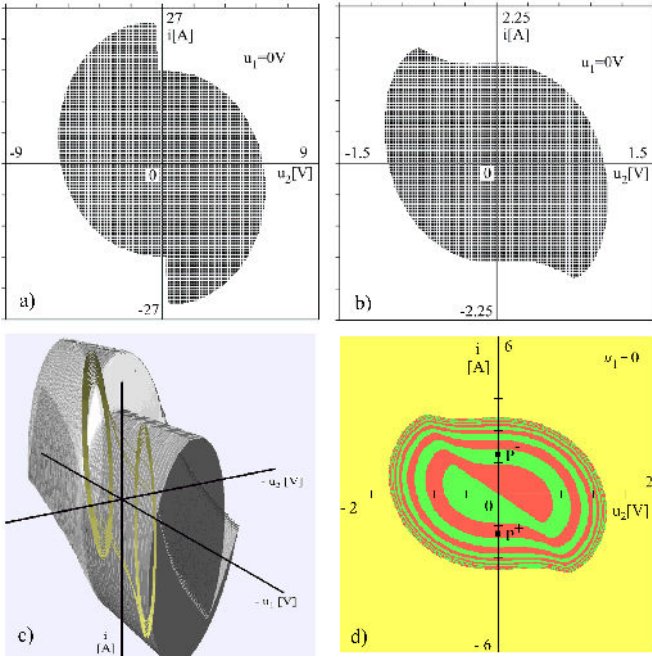 27
i[A]
u₁=0V
-9
9
0
u₂[V]
a)
-27
2.25
i[A]
u₁=0V
-1.5
1.5
0
u₂[V]
b)
-2.25
- u₂ [V]
- u₁ [V]
i
[A]
c)
i
[A]
6
u₁=0
P⁻
-2
2
0
u₂[V]
P⁺
d)
-6